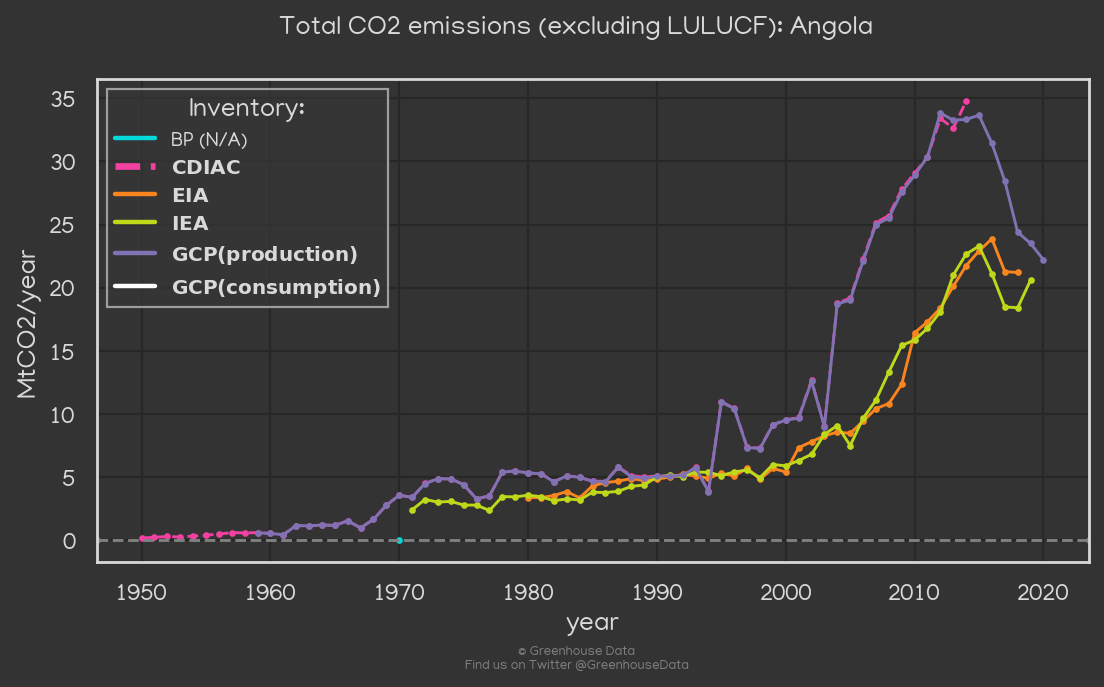 Total CO2 emissions (excluding LULUCF): Angola
Inventory:
BP (N/A)
CDIAC
EIA
IEA
GCP(production)
GCP(consumption)
MtCO2/year
35
30
25
20
15
10
5
0
1950 1960 1970 1980 1990 2000 2010 2020
year
© Greenhouse Data
Find us on Twitter @GreenhouseData